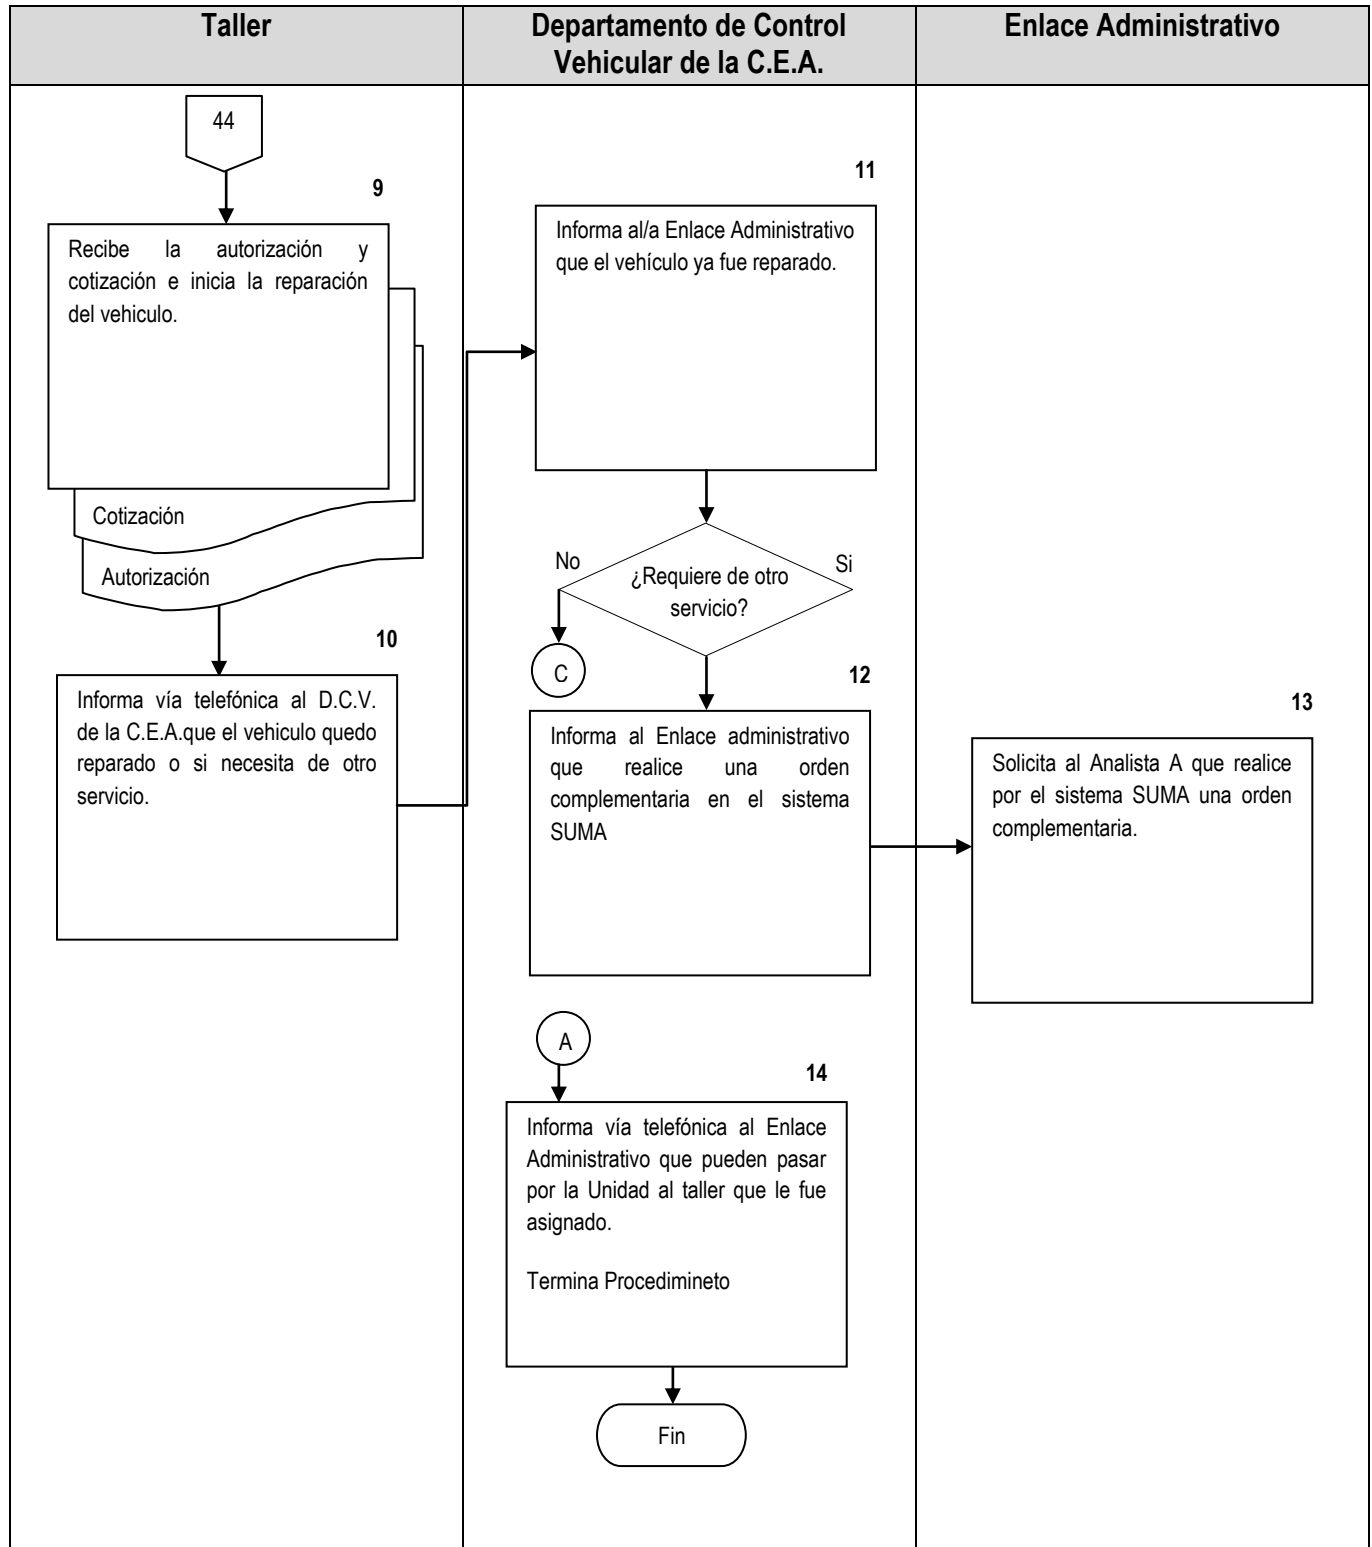 Taller
Departamento de Control
Vehicular de la C.E.A.
Enlace Administrativo
44
9
Recibe la autorización y
cotización e inicia la reparación
del vehiculo.
Cotización
Autorización
10
Informa vía telefónica al D.C.V.
de la C.E.A.que el vehiculo quedo
reparado o si necesita de otro
servicio.
11
Informa al/a Enlace Administrativo
que el vehículo ya fue reparado.
No
¿Requiere de otro
servicio?
Si
C
12
Informa al Enlace administrativo
que realice una orden
complementaria en el sistema
SUMA
13
Solicita al Analista A que realice
por el sistema SUMA una orden
complementaria.
A
14
Informa vía telefónica al Enlace
Administrativo que pueden pasar
por la Unidad al taller que le fue
asignado.
Termina Procedimineto
Fin